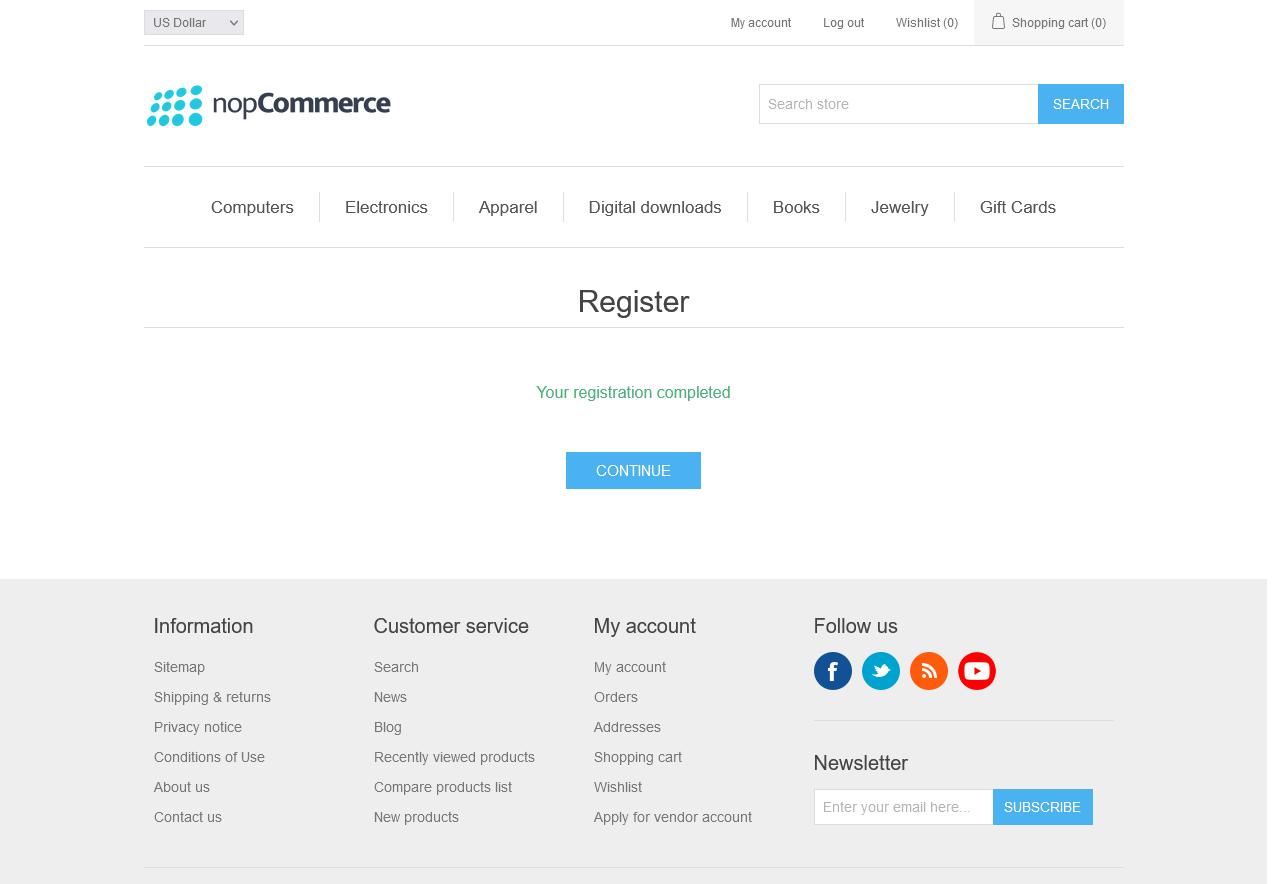 US Dollar
My account
Log out
Wishlist (0)
Shopping cart (0)
nopCommerce
Search store
SEARCH
Computers
Electronics
Apparel
Digital downloads
Books
Jewelry
Gift Cards
Register
Your registration completed
CONTINUE
Information
Sitemap
Shipping & returns
Privacy notice
Conditions of Use
About us
Contact us
Customer service
Search
News
Blog
Recently viewed products
Compare products list
New products
My account
My account
Orders
Addresses
Shopping cart
Wishlist
Apply for vendor account
Follow us
Newsletter
Enter your email here...
SUBSCRIBE